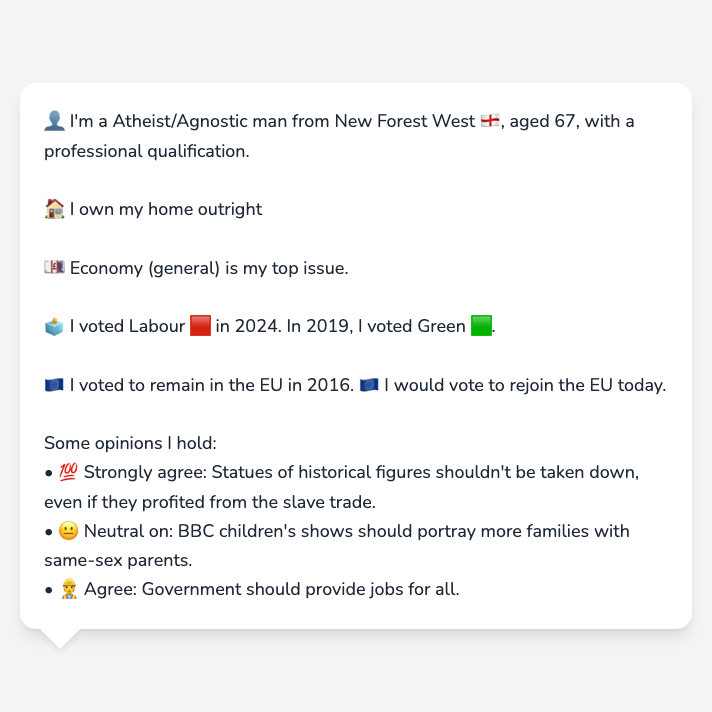 👤 I'm a Atheist/Agnostic man from New Forest West 🏴󠁧󠁢󠁥󠁮󠁧󠁿, aged 67, with a
professional qualification.
🏠 I own my home outright
💷 Economy (general) is my top issue.
🗳️ I voted Labour 🟥 in 2024. In 2019, I voted Green 🟩.
🇪🇺 I voted to remain in the EU in 2016. 🇪🇺 I would vote to rejoin the EU today.
Some opinions I hold:
• 💯 Strongly agree: Statues of historical figures shouldn't be taken down,
even if they profited from the slave trade.
• 😐 Neutral on: BBC children's shows should portray more families with
same-sex parents.
• 👷 Agree: Government should provide jobs for all.